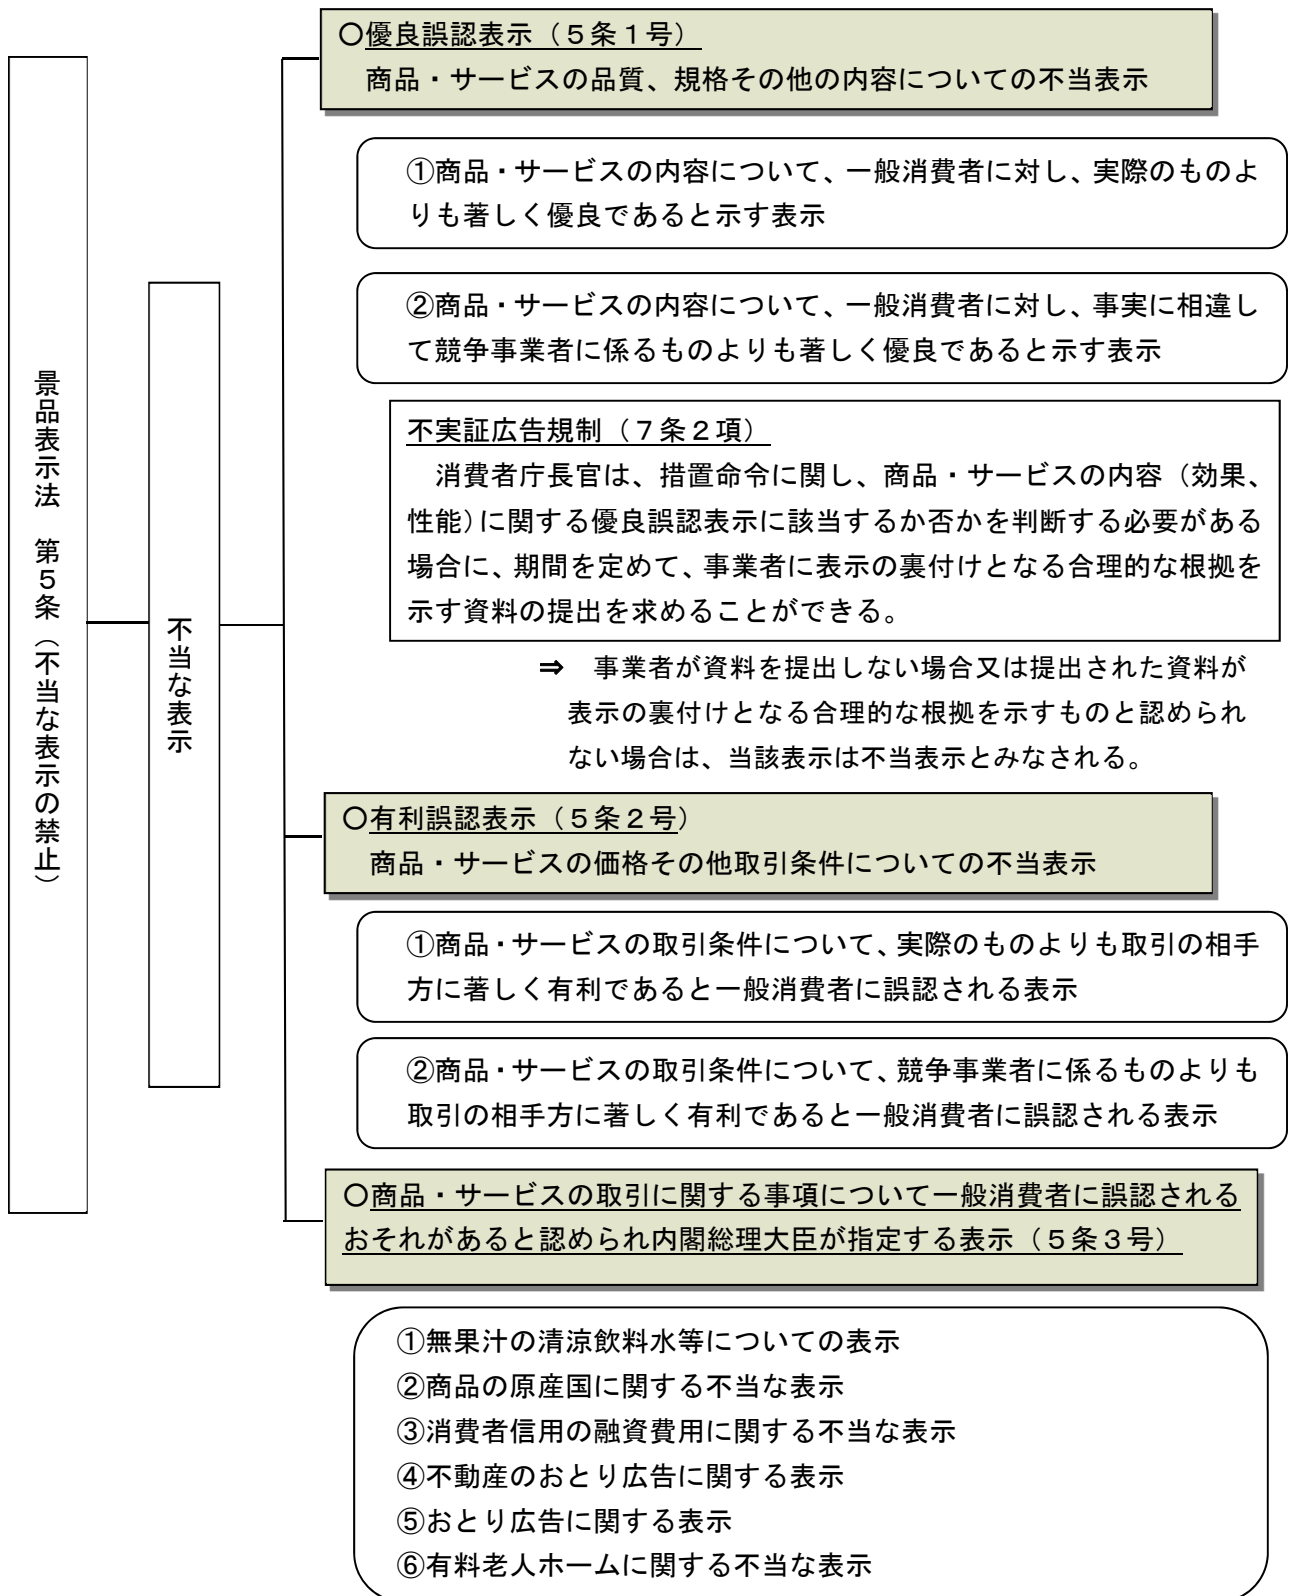 景品表示法　第５条（不当な表示の禁止）
不当な表示
〇優良誤認表示（５条１号）
商品・サービスの品質、規格その他の内容についての不当表示
①商品・サービスの内容について、一般消費者に対し、実際のものよ
りも著しく優良であると示す表示
②商品・サービスの内容について、一般消費者に対し、事実に相違し
て競争事業者に係るものよりも著しく優良であると示す表示
不実証広告規制（７条２項）
消費者庁長官は、措置命令に関し、商品・サービスの内容（効果、
性能）に関する優良誤認表示に該当するか否かを判断する必要がある
場合に、期間を定めて、事業者に表示の裏付けとなる合理的な根拠を
示す資料の提出を求めることができる。
⇒　事業者が資料を提出しない場合又は提出された資料が
表示の裏付けとなる合理的な根拠を示すものと認められ
ない場合は、当該表示は不当表示とみなされる。
〇有利誤認表示（５条２号）
商品・サービスの価格その他取引条件についての不当表示
①商品・サービスの取引条件について、実際のものよりも取引の相手
方に著しく有利であると一般消費者に誤認される表示
②商品・サービスの取引条件について、競争事業者に係るものよりも
取引の相手方に著しく有利であると一般消費者に誤認される表示
〇商品・サービスの取引に関する事項について一般消費者に誤認される
おそれがあると認められ内閣総理大臣が指定する表示（５条３号）
①無果汁の清涼飲料水等についての表示
②商品の原産国に関する不当な表示
③消費者信用の融資費用に関する不当な表示
④不動産のおとり広告に関する表示
⑤おとり広告に関する表示
⑥有料老人ホームに関する不当な表示